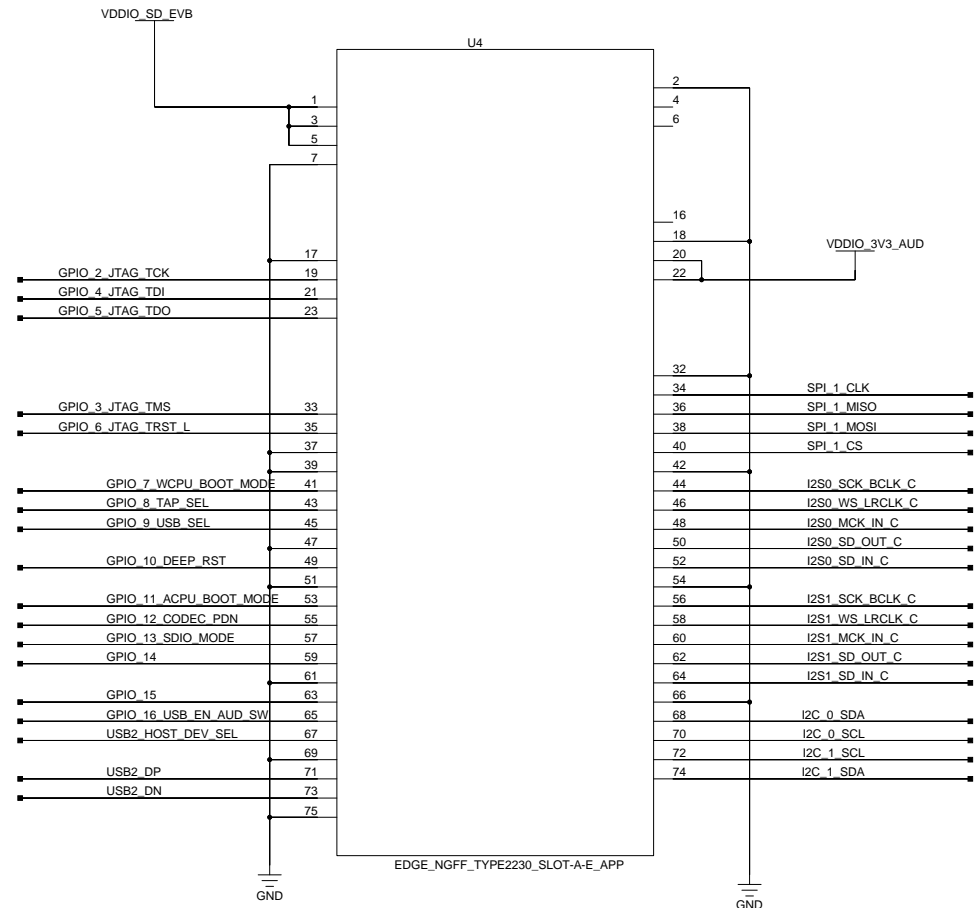 VDDIO_SD_EVB
U4
2
1 4
3 6
5
7
16
18
VDDIO_3V3_AUD
17 20
GPIO_2_JTAG_TCK 19 22
GPIO_4_JTAG_TDI 21
GPIO_5_JTAG_TDO 23
32
34 SPI_1_CLK
GPIO_3_JTAG_TMS 33 36 SPI_1_MISO
GPIO_6_JTAG_TRST_L 35 38 SPI_1_MOSI
37 40 SPI_1_CS
39 42
GPIO_7_WCPU_BOOT_MODE 41 44 I2S0_SCK_BCLK_C
GPIO_8_TAP_SEL 43 46 I2S0_WS_LRCLK_C
GPIO_9_USB_SEL 45 48 I2S0_MCK_IN_C
47 50 I2S0_SD_OUT_C
GPIO_10_DEEP_RST 49 52 I2S0_SD_IN_C
51 54
GPIO_11_ACPU_BOOT_MODE 53 56 I2S1_SCK_BCLK_C
GPIO_12_CODEC_PDN 55 58 I2S1_WS_LRCLK_C
GPIO_13_SDIO_MODE 57 60 I2S1_MCK_IN_C
GPIO_14 59 62 I2S1_SD_OUT_C
61 64 I2S1_SD_IN_C
GPIO_15 63 66
GPIO_16_USB_EN_AUD_SW 65 68 I2C_0_SDA
USB2_HOST_DEV_SEL 67 70 I2C_0_SCL
69 72 I2C_1_SCL
USB2_DP 71 74 I2C_1_SDA
USB2_DN 73
75
EDGE_NGFF_TYPE2230_SLOT-A-E_APP
GND
GND